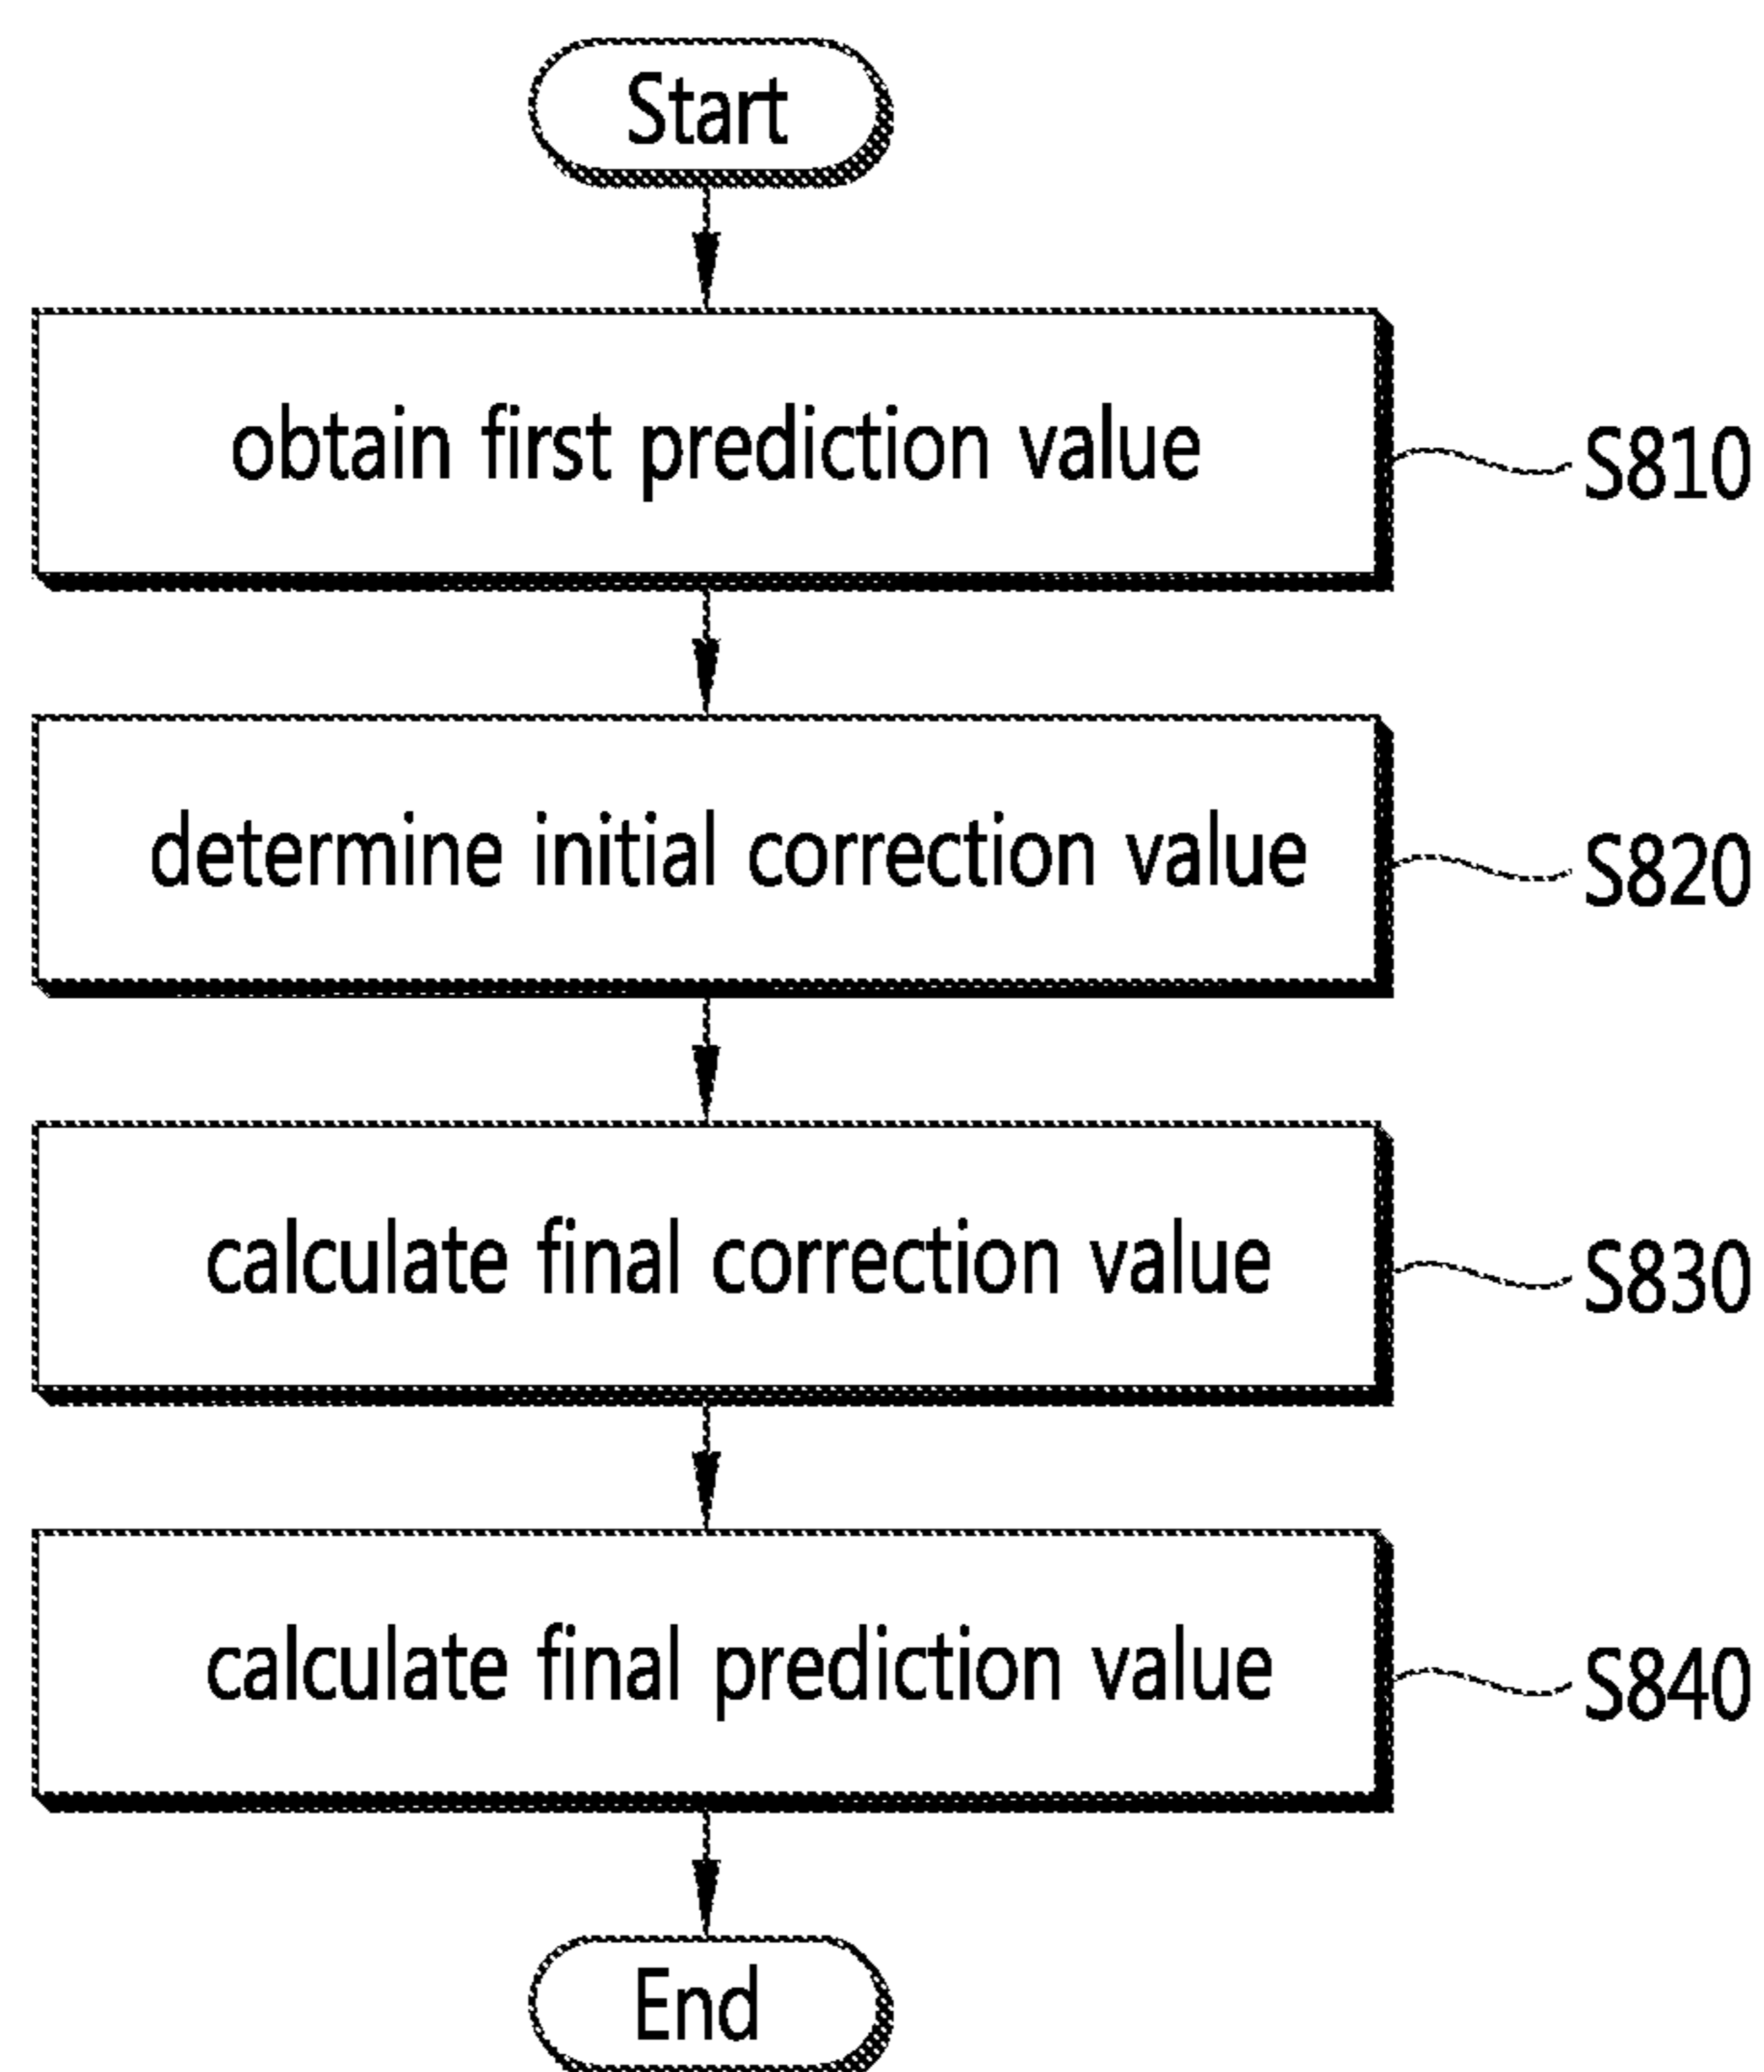 Start
obtain first prediction value
S810
determine initial correction value
S820
calculate final correction value
S830
calculate final prediction value
S840
End